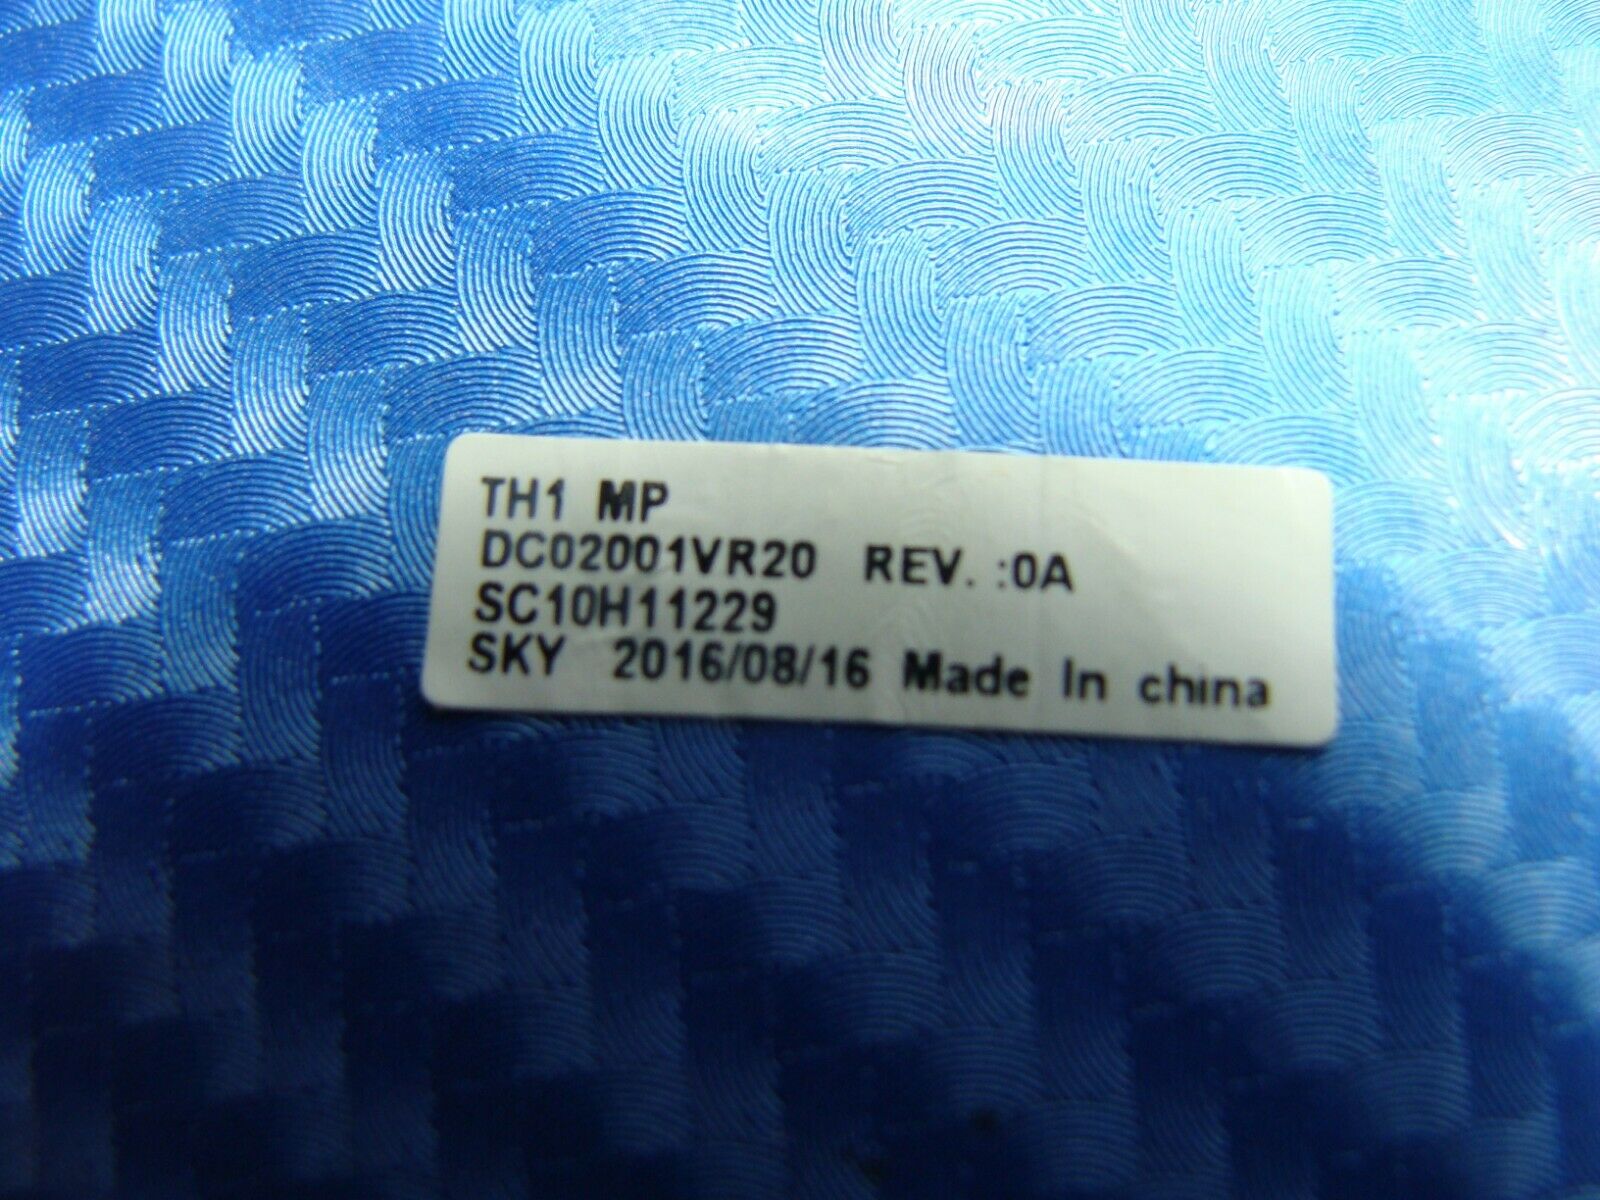 TH1 MP
DC02001VR20 REV. :0A
SC10H11229
SKY 2016/08/16 Made In china